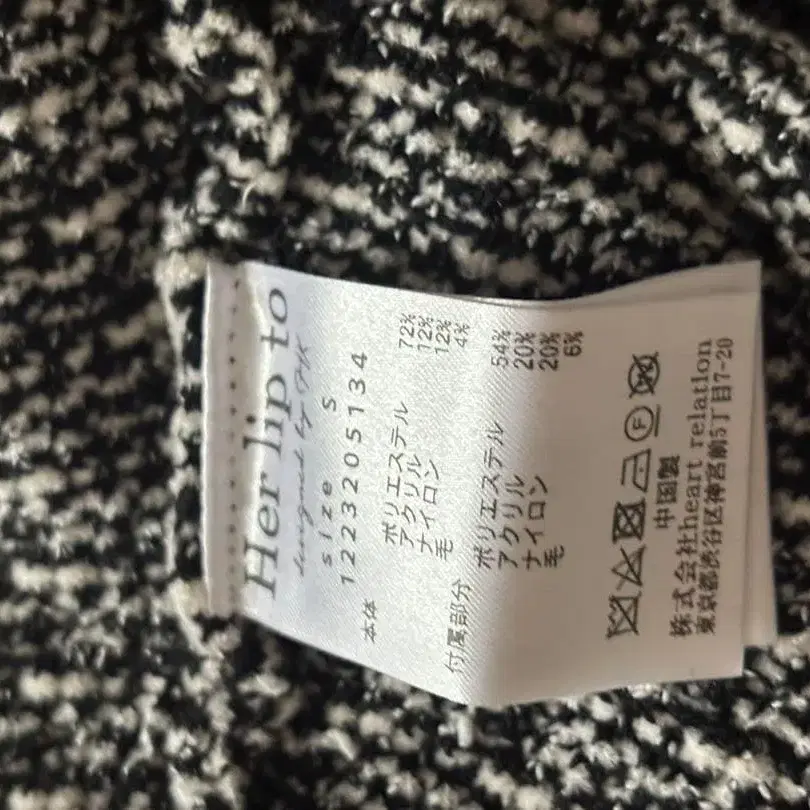 Her lip to
designed by MK
size S
1223205134
本体
ポリエステル 72%
アクリル 12%
ナイロン 12%
毛 4%
付属部分
ポリエステル 54%
アクリル 20%
ナイロン 20%
毛 6%
F
中国製
株式会社heart relation
東京都渋谷区神宮前5丁目7-20